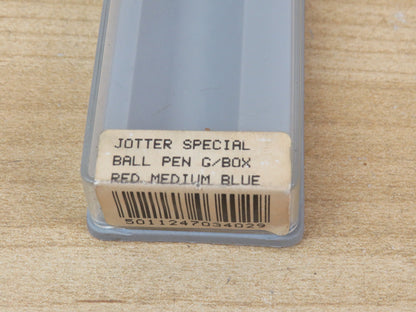 JOTTER SPECIAL
BALL PEN G/BOX
RED MEDIUM BLUE
5011247034029